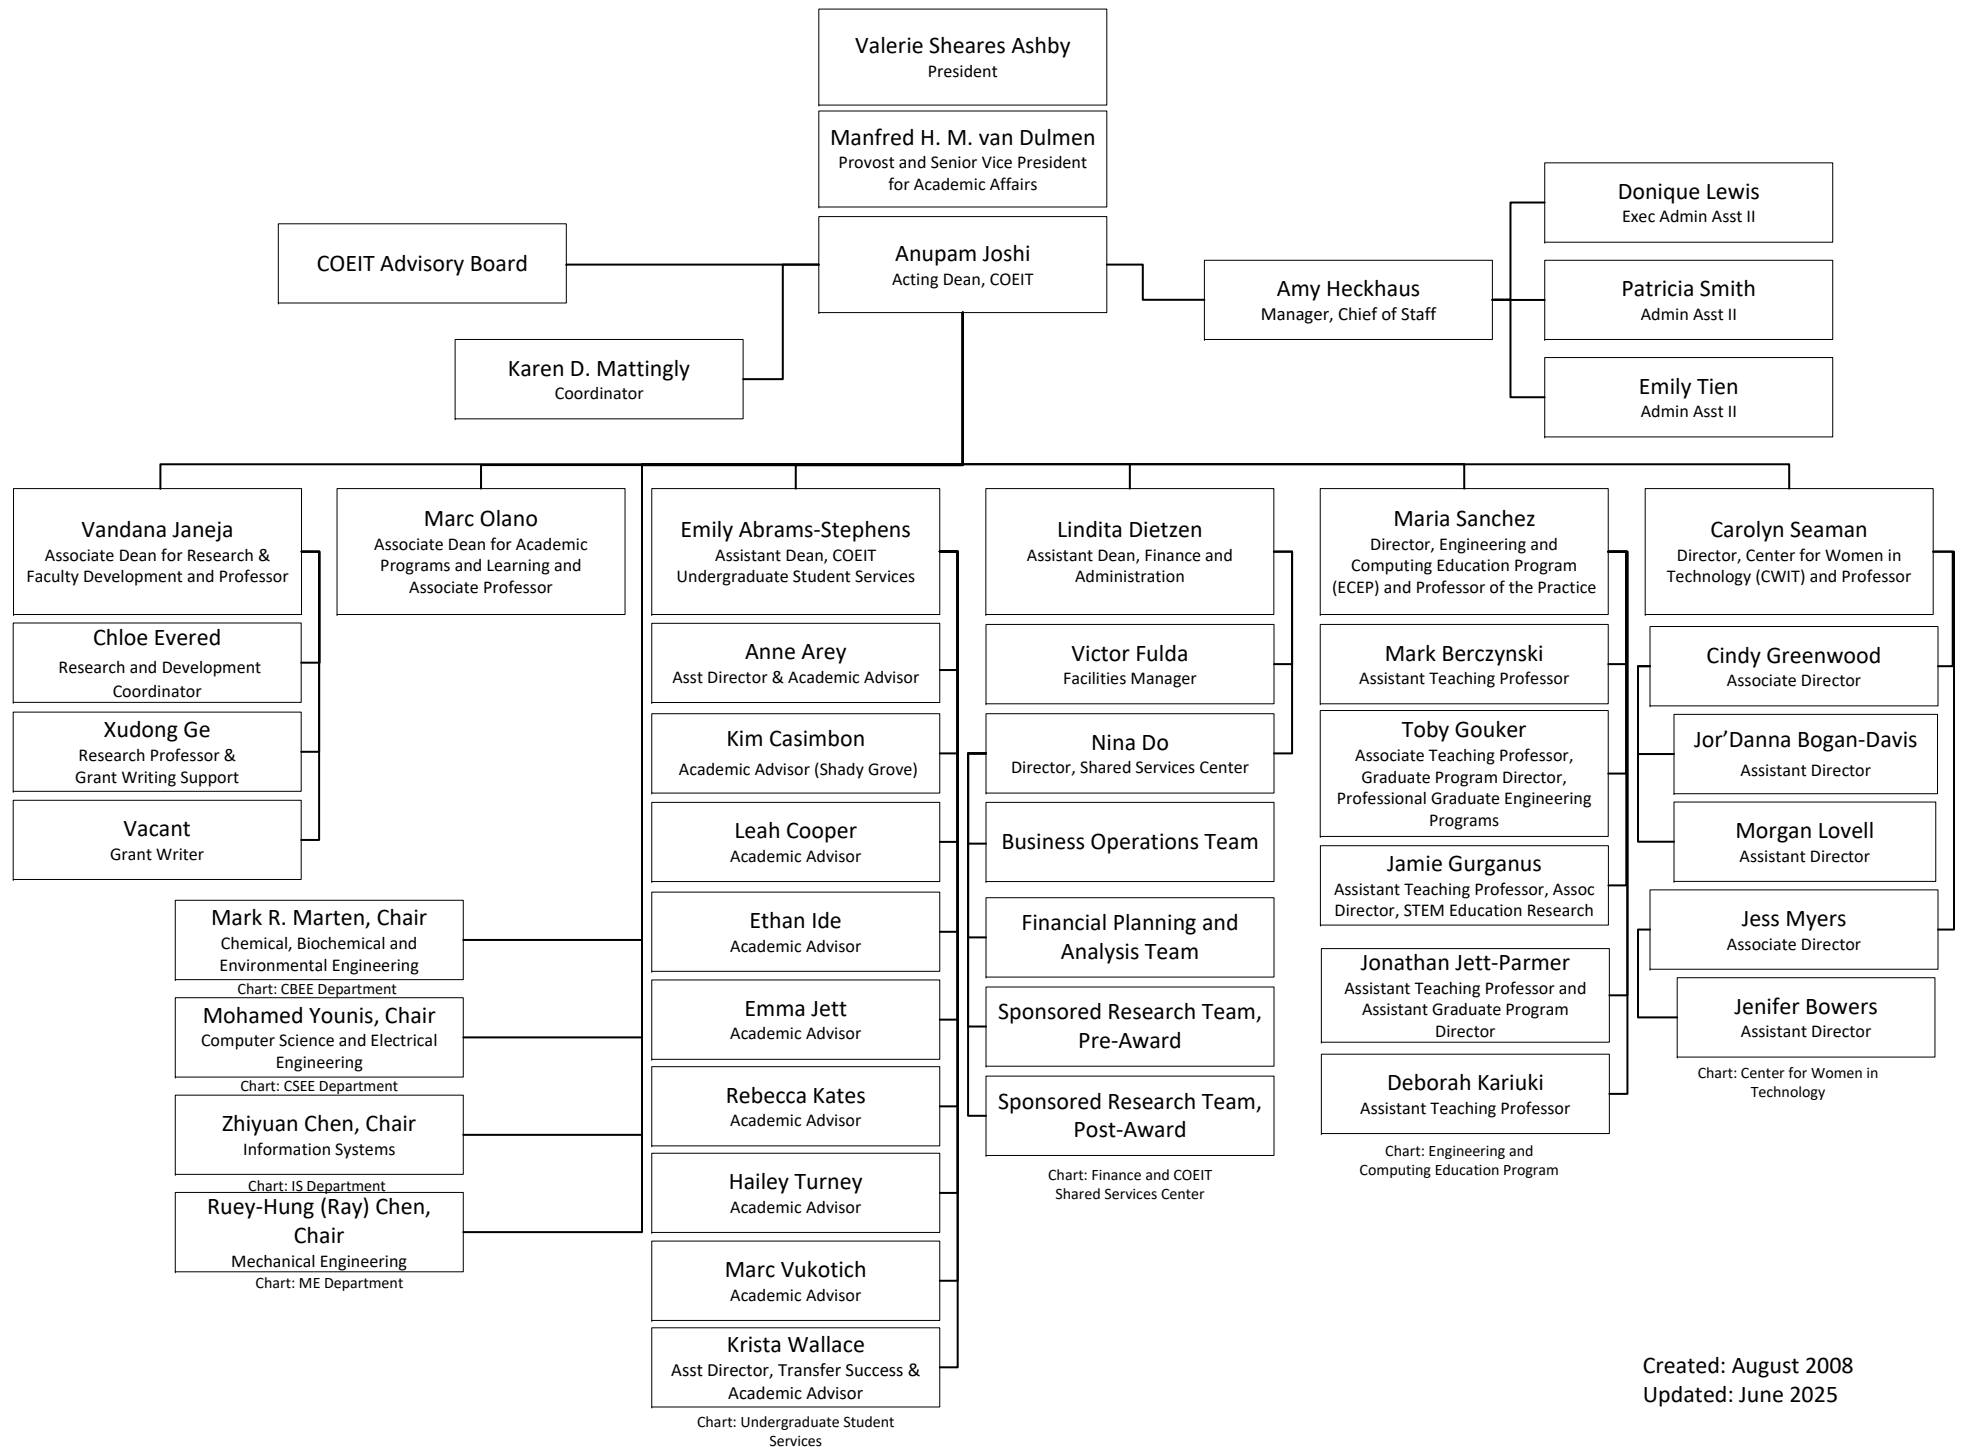 Valerie Sheares Ashby
President
Manfred H. M. van Dulmen
Provost and Senior Vice President
for Academic Affairs
Anupam Joshi
Acting Dean, COEIT
COEIT Advisory Board
Karen D. Mattingly
Coordinator
Amy Heckhaus
Manager, Chief of Staff
Donique Lewis
Exec Admin Asst II
Patricia Smith
Admin Asst II
Emily Tien
Admin Asst II
Vandana Janeja
Associate Dean for Research &
Faculty Development and Professor
Chloe Evered
Research and Development
Coordinator
Xudong Ge
Research Professor &
Grant Writing Support
Vacant
Grant Writer
Marc Olano
Associate Dean for Academic
Programs and Learning and
Associate Professor
Mark R. Marten, Chair
Chemical, Biochemical and
Environmental Engineering
Chart: CBEE Department
Mohamed Younis, Chair
Computer Science and Electrical
Engineering
Chart: CSEE Department
Zhiyuan Chen, Chair
Information Systems
Chart: IS Department
Ruey-Hung (Ray) Chen,
Chair
Mechanical Engineering
Chart: ME Department
Emily Abrams-Stephens
Assistant Dean, COEIT
Undergraduate Student Services
Anne Arey
Asst Director & Academic Advisor
Kim Casimbon
Academic Advisor (Shady Grove)
Leah Cooper
Academic Advisor
Ethan Ide
Academic Advisor
Emma Jett
Academic Advisor
Rebecca Kates
Academic Advisor
Hailey Turney
Academic Advisor
Marc Vukotich
Academic Advisor
Krista Wallace
Asst Director, Transfer Success &
Academic Advisor
Chart: Undergraduate Student
Services
Lindita Dietzen
Assistant Dean, Finance and
Administration
Victor Fulda
Facilities Manager
Nina Do
Director, Shared Services Center
Business Operations Team
Financial Planning and
Analysis Team
Sponsored Research Team,
Pre-Award
Sponsored Research Team,
Post-Award
Chart: Finance and COEIT
Shared Services Center
Maria Sanchez
Director, Engineering and
Computing Education Program
(ECEP) and Professor of the Practice
Mark Berczynski
Assistant Teaching Professor
Toby Gouker
Associate Teaching Professor,
Graduate Program Director,
Professional Graduate Engineering
Programs
Jamie Gurganus
Assistant Teaching Professor, Assoc
Director, STEM Education Research
Jonathan Jett-Parmer
Assistant Teaching Professor and
Assistant Graduate Program
Director
Deborah Kariuki
Assistant Teaching Professor
Chart: Engineering and
Computing Education Program
Carolyn Seaman
Director, Center for Women in
Technology (CWIT) and Professor
Cindy Greenwood
Associate Director
Jor’Danna Bogan-Davis
Assistant Director
Morgan Lovell
Assistant Director
Jess Myers
Associate Director
Jenifer Bowers
Assistant Director
Chart: Center for Women in
Technology
Created: August 2008
Updated: June 2025